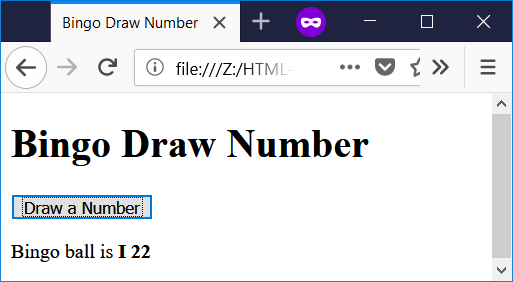 Bingo Draw Number
file:///Z:/HTML-
Bingo Draw Number
Draw a Number
Bingo ball is I 22